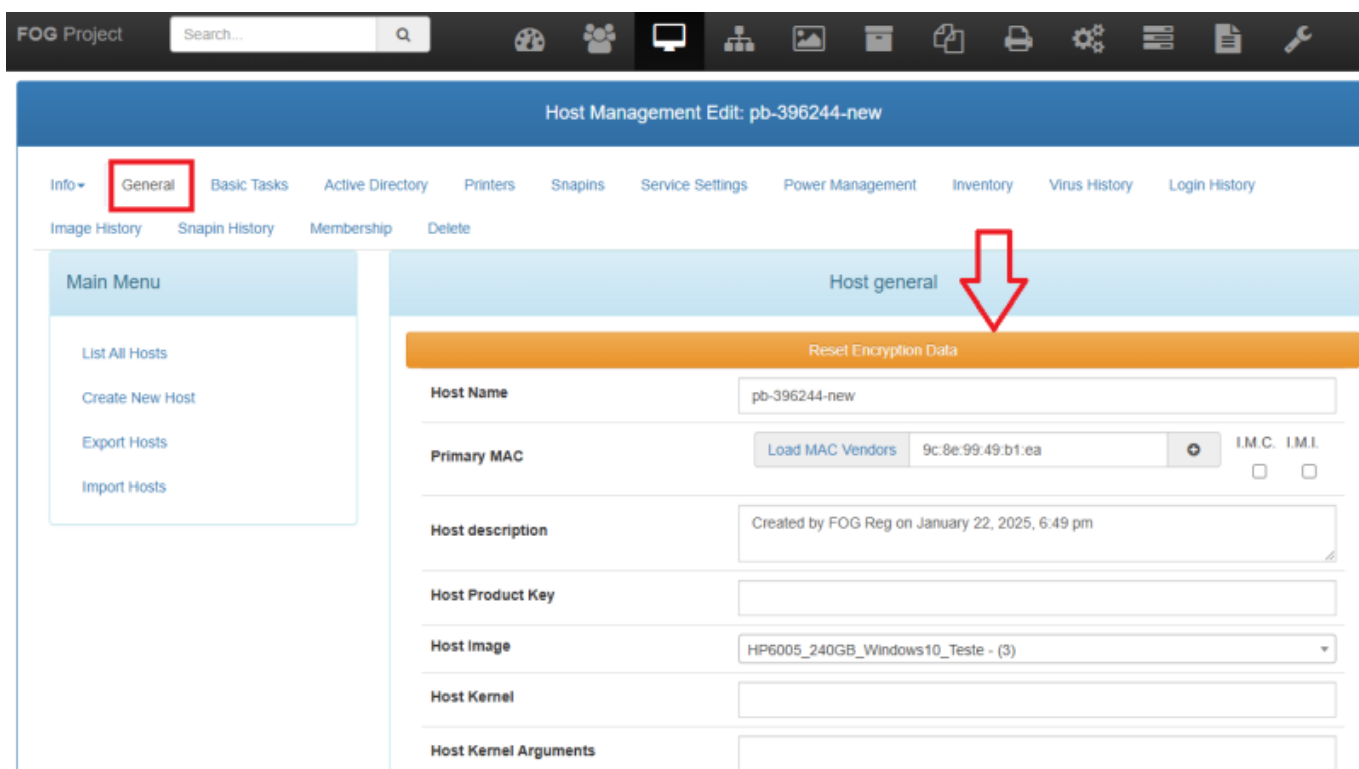 FOG Project Search...
Host Management Edit: pb-396244-new
Info General Basic Tasks Active Directory Printers Snapins Service Settings Power Management Inventory Virus History Login History
Image History Snapin History Membership Delete
Main Menu
List All Hosts
Create New Host
Export Hosts
Import Hosts
Host general
Reset Encryption Data
Host Name pb-396244-new
Primary MAC Load MAC Vendors 9c:8e:99:49:b1:ea I.M.C. I.M.I.
Host description Created by FOG Reg on January 22, 2025, 6:49 pm
Host Product Key
Host Image HP6005_240GB_Windows10_Teste - (3)
Host Kernel
Host Kernel Arguments